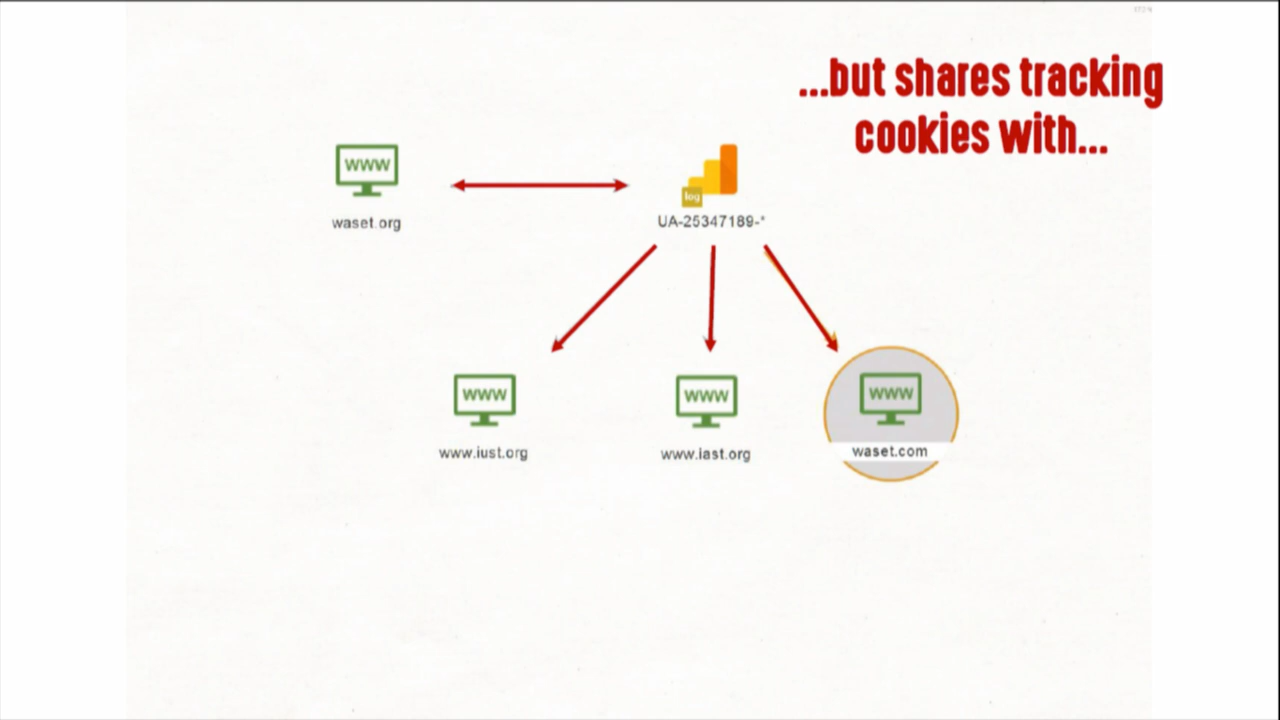 ...but shares tracking
cookies with...
www
log
waset.org
UA-25347189-*
www
www
www
www.iust.org
www.iast.org
waset.com